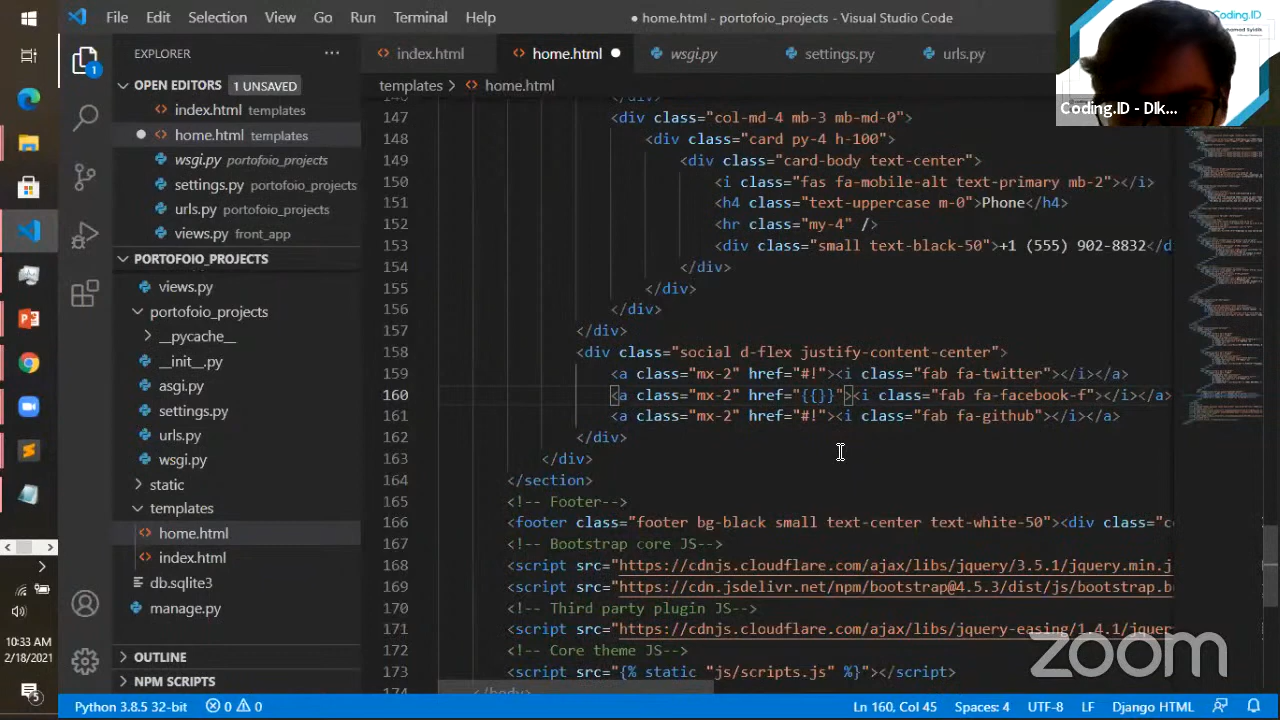 File Edit Selection View Go Run Terminal Help
● home.html - portofoio_projects - Visual Studio Code
Coding.ID
Coding.ID - DIk...
EXPLORER ···
index.html
home.html ●
wsgi.py
settings.py
urls.py
templates > home.html
OPEN EDITORS 1 UNSAVED
index.html templates
● home.html templates
wsgi.py portofoio_projects
settings.py portofoio_projects
urls.py portofoio_projects
views.py front_app
PORTOFOIO_PROJECTS
views.py
portofoio_projects
__pycache__
__init__.py
asgi.py
settings.py
urls.py
wsgi.py
static
templates
home.html
index.html
db.sqlite3
manage.py
OUTLINE
NPM SCRIPTS
1
</div>
<div class="col-md-4 mb-3 mb-md-0">
148 <div class="card py-4 h-100">
149 <div class="card-body text-center">
150 <i class="fas fa-mobile-alt text-primary mb-2"></i>
151 <h4 class="text-uppercase m-0">Phone</h4>
152 <hr class="my-4" />
153 <div class="small text-black-30">+1 (555) 902-8832</di
154 </div>
155 </div>
156 </div>
157 </div>
158 <div class="social d-flex justify-content-center">
159 <a class="mx-2" href="#!"><i class="fab fa-twitter"></i></a>
160 <a class="mx-2" href="{{}}"><i class="fab fa-facebook-f"></i></a>
161 <a class="mx-2" href="#!"><i class="fab fa-github"></i></a>
162 </div>
163 </div>
164 </section>
165 <!-- Footer-->
166 <footer class="footer bg-black small text-center text-white-50"><div class="c
167 <!-- Bootstrap core JS-->
168 <script src="https://cdnjs.cloudflare.com/ajax/libs/jquery/3.5.1/jquery.min.j
169 <script src="https://cdn.jsdelivr.net/npm/bootstrap@4.5.3/dist/js/bootstrap.b
170 <!-- Third party plugin JS-->
171 <script src="https://cdnjs.cloudflare.com/ajax/libs/jquery-easing/1.4.1/jquer
172 <!-- Core theme JS-->
173 <script src="{% static "js/scripts.js" %}"></script>
174 </body>
zoom
10:33 AM
2/18/2021
5
Python 3.8.5 32-bit 0 0
Ln 160, Col 45 Spaces: 4 UTF-8 LF Django HTML